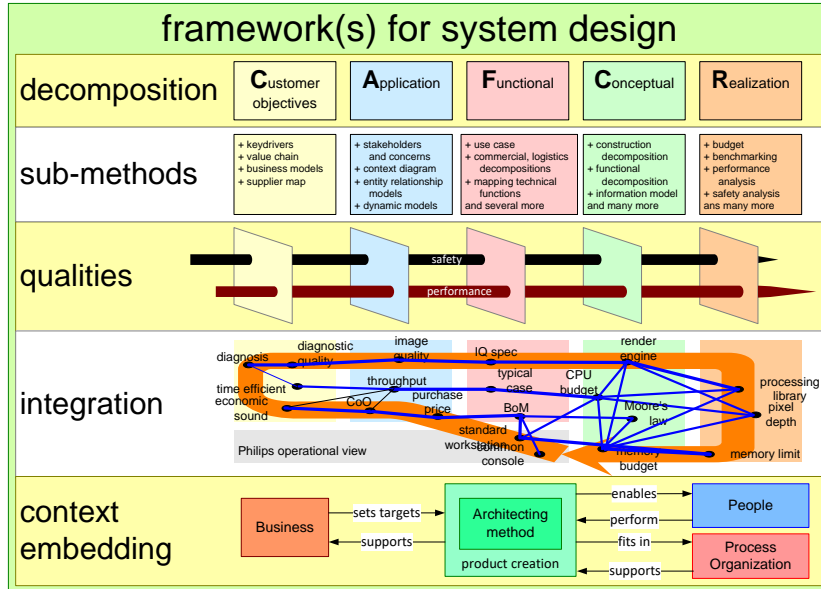 framework(s) for system design
decomposition
Customer
objectives
Application
Functional
Conceptual
Realization
sub-methods
+ keydrivers
+ value chain
+ business models
+ supplier map
+ stakeholders
and concerns
+ context diagram
+ entity relationship
models
+ dynamic models
+ use case
+ commercial, logistics
decompositions
+ mapping technical
functions
and several more
+ construction
decomposition
+ functional
decomposition
+ information model
and many more
+ budget
+ benchmarking
+ performance
analysis
+ safety analysis
ans many more
qualities
safety
performance
integration
diagnosis
diagnostic
quality
image
quality
IQ spec
render
engine
time efficient
throughput
typical
case
CPU
budget
processing
library
economic
sound
CoO
purchase
price
BoM
Moore's
law
pixel
depth
Philips operational view
standard
workstation
common
console
memory
budget
memory limit
context
embedding
Business
sets targets
supports
Architecting
method
product creation
enables
perform
People
fits in
supports
Process
Organization